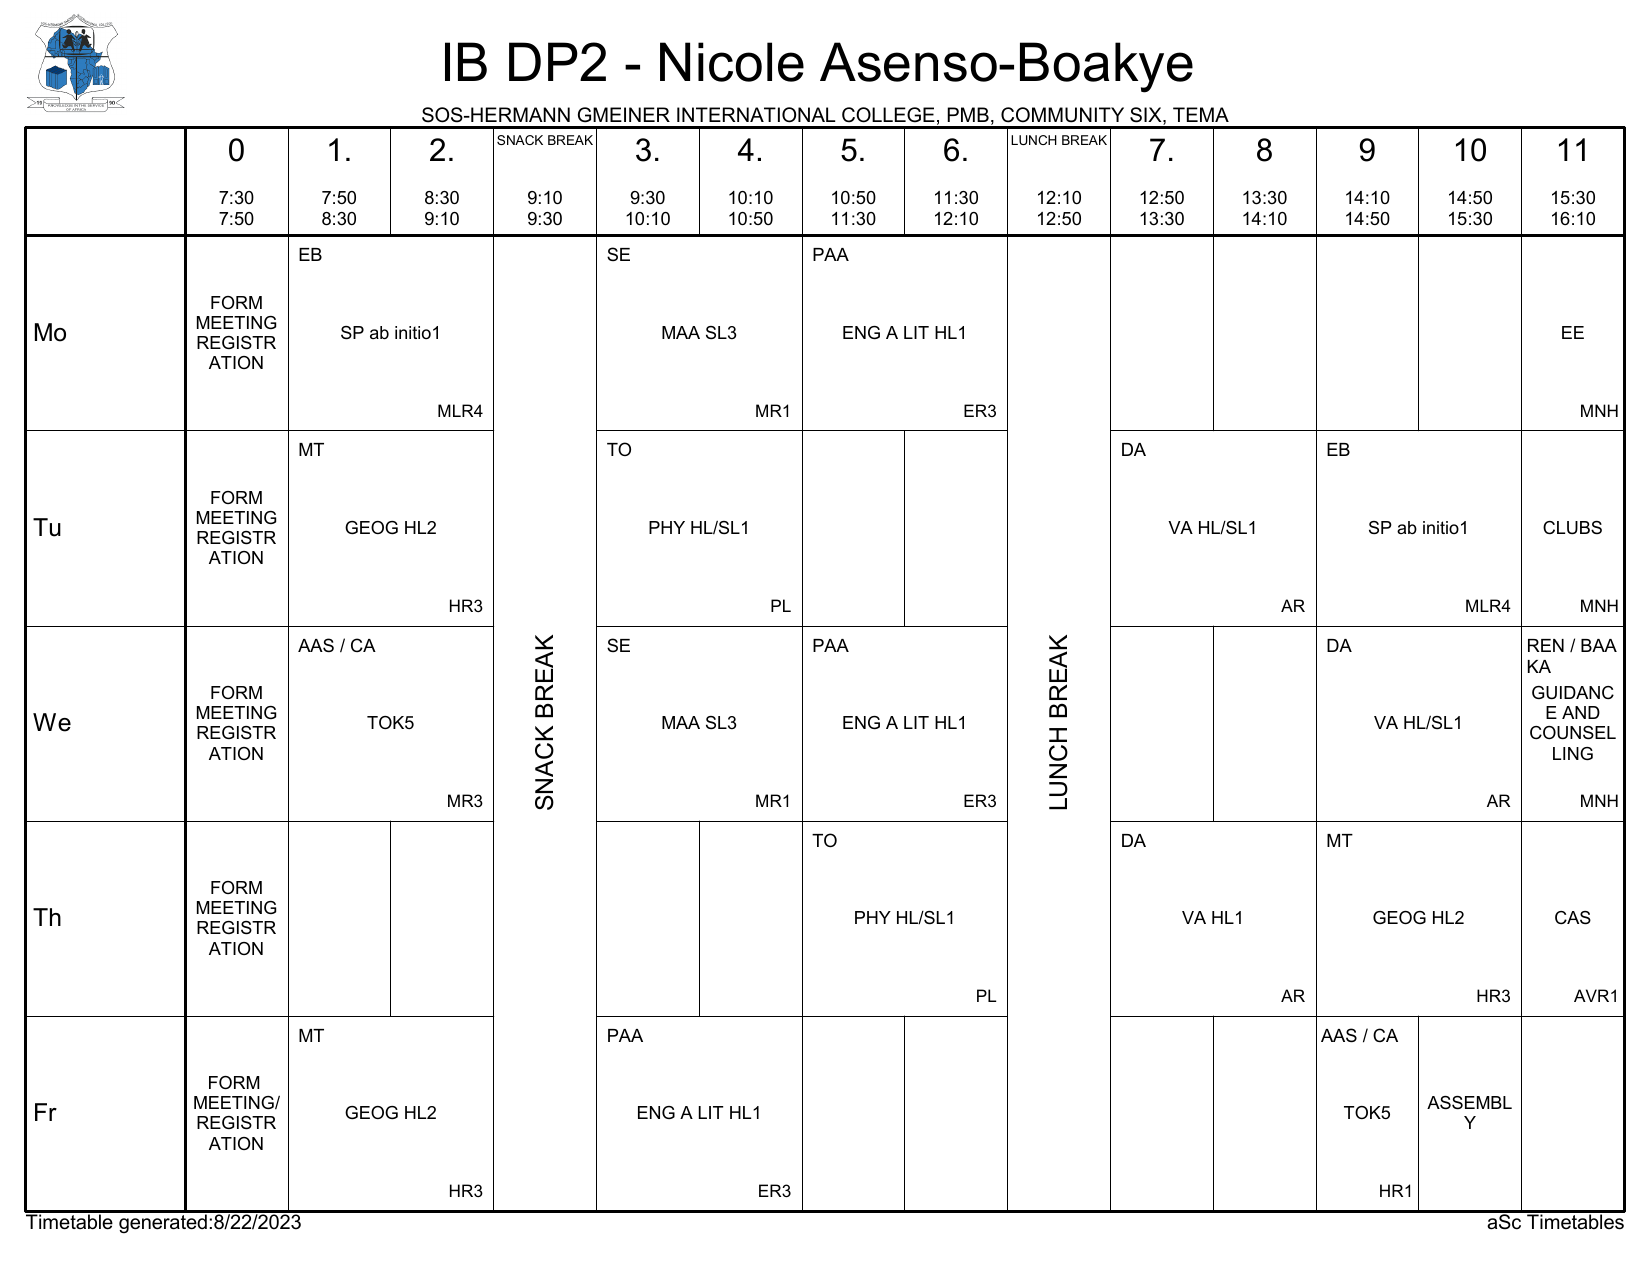 IB DP2 - Nicole Asenso-Boakye
SOS-HERMANN GMEINER INTERNATIONAL COLLEGE, PMB, COMMUNITY SIX, TEMA
0 1. 2. SNACK BREAK 3. 4. 5. 6. LUNCH BREAK 7. 8 9 10 11
7:30 7:50 8:30 9:10 9:30 10:10 10:50 11:30 12:10 12:50 13:30 14:10 14:50 15:30
7:50 8:30 9:10 9:30 10:10 10:50 11:30 12:10 12:50 13:30 14:10 14:50 15:30 16:10
Mo
FORM
MEETING
REGISTR
ATION
EB
SP ab initio1
MLR4
SE
MAA SL3
MR1
PAA
ENG A LIT HL1
ER3
EE
MNH
Tu
FORM
MEETING
REGISTR
ATION
MT
GEOG HL2
HR3
TO
PHY HL/SL1
PL
DA
VA HL/SL1
AR
EB
SP ab initio1
MLR4
CLUBS
MNH
We
FORM
MEETING
REGISTR
ATION
AAS / CA
TOK5
MR3
SNACK BREAK
SE
MAA SL3
MR1
PAA
ENG A LIT HL1
ER3
LUNCH BREAK
DA
VA HL/SL1
AR
REN / BAA
KA
GUIDANC
E AND
COUNSEL
LING
MNH
Th
FORM
MEETING
REGISTR
ATION
TO
PHY HL/SL1
PL
DA
VA HL1
AR
MT
GEOG HL2
HR3
CAS
AVR1
Fr
FORM
MEETING/
REGISTR
ATION
MT
GEOG HL2
HR3
PAA
ENG A LIT HL1
ER3
AAS / CA
TOK5
HR1
ASSEMBL
Y
Timetable generated:8/22/2023
aSc Timetables